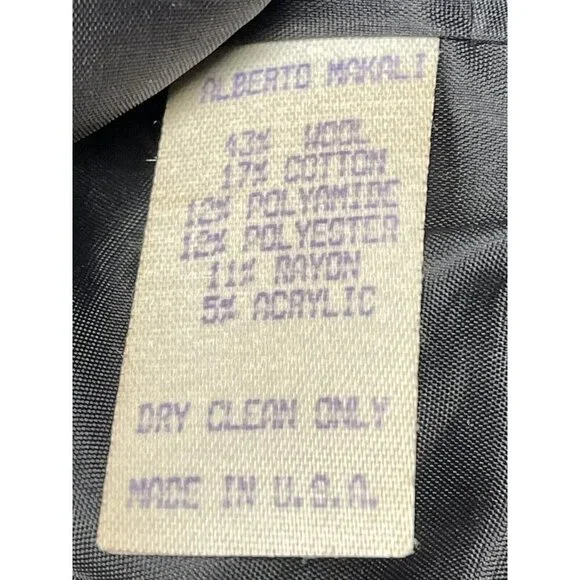 ALBERTO MAKALI
43% WOOL
17% COTTON
12% POLYAMIDE
12% POLYESTER
11% RAYON
5% ACRYLIC
DRY CLEAN ONLY
MADE IN U.S.A.